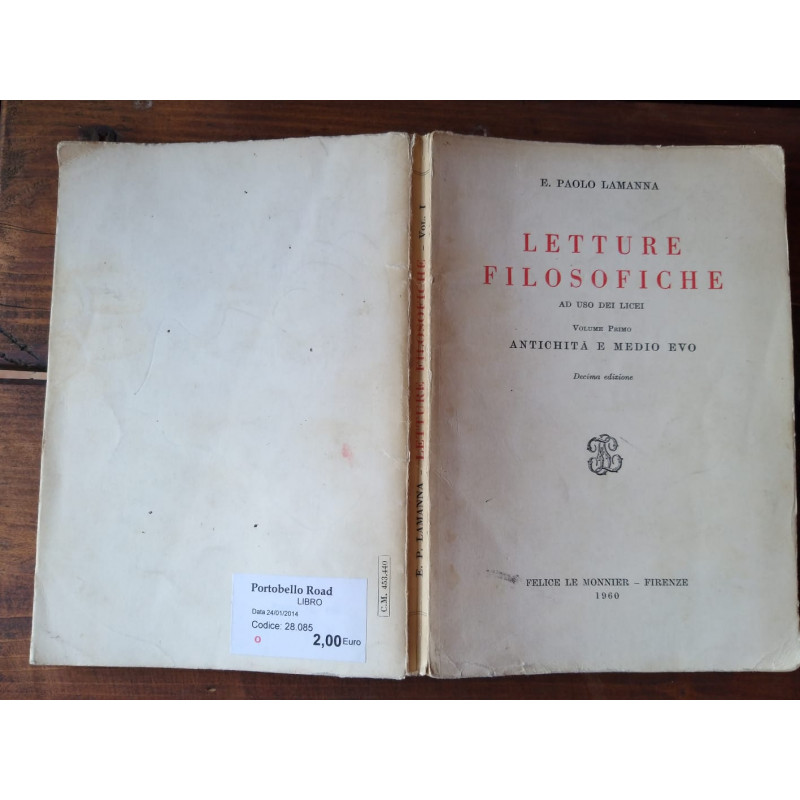 E. PAOLO LAMANNA
LETTURE
FILOSOFICHE
AD USO DEI LICEI
VOLUME PRIMO
ANTICHITÀ E MEDIO EVO
Decima edizione
FELICE LE MONNIER – FIRENZE
1960
E. P. LAMANNA LETTURE FILOSOFICHE – VOL. I
C.M. 453.440
Portobello Road
LIBRO
Data 24/01/2014
Codice: 28.085
O 2,00 Euro